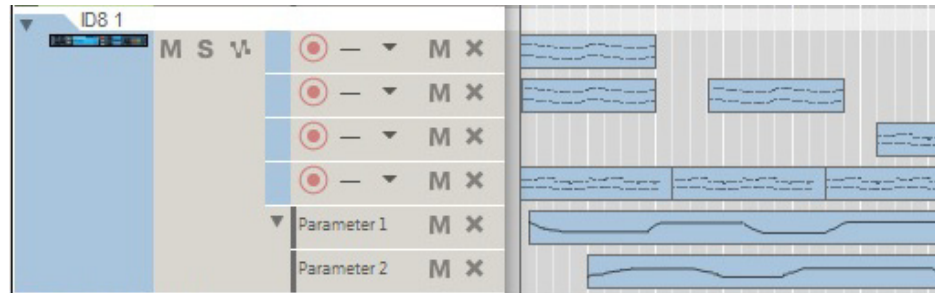 ID8 1
M S M
M
M
M
Parameter 1 M
Parameter 2 M